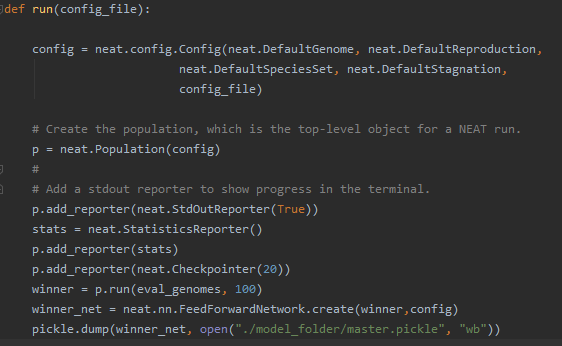 def run(config_file):
config = neat.config.Config(neat.DefaultGenome, neat.DefaultReproduction,
neat.DefaultSpeciesSet, neat.DefaultStagnation,
config_file)
# Create the population, which is the top-level object for a NEAT run.
p = neat.Population(config)
#
# Add a stdout reporter to show progress in the terminal.
p.add_reporter(neat.StdOutReporter(True))
stats = neat.StatisticsReporter()
p.add_reporter(stats)
p.add_reporter(neat.Checkpointer(20))
winner = p.run(eval_genomes, 100)
winner_net = neat.nn.FeedForwardNetwork.create(winner,config)
pickle.dump(winner_net, open("./model_folder/master.pickle", "wb"))